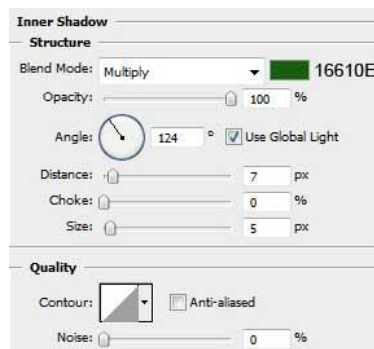 Inner Shadow
Structure
Blend Mode: Multiply 16610E
Opacity: 100 %
Angle: 124 ° Use Global Light
Distance: 7 px
Choke: 0 %
Size: 5 px
Quality
Contour: Anti-aliased
Noise: 0 %